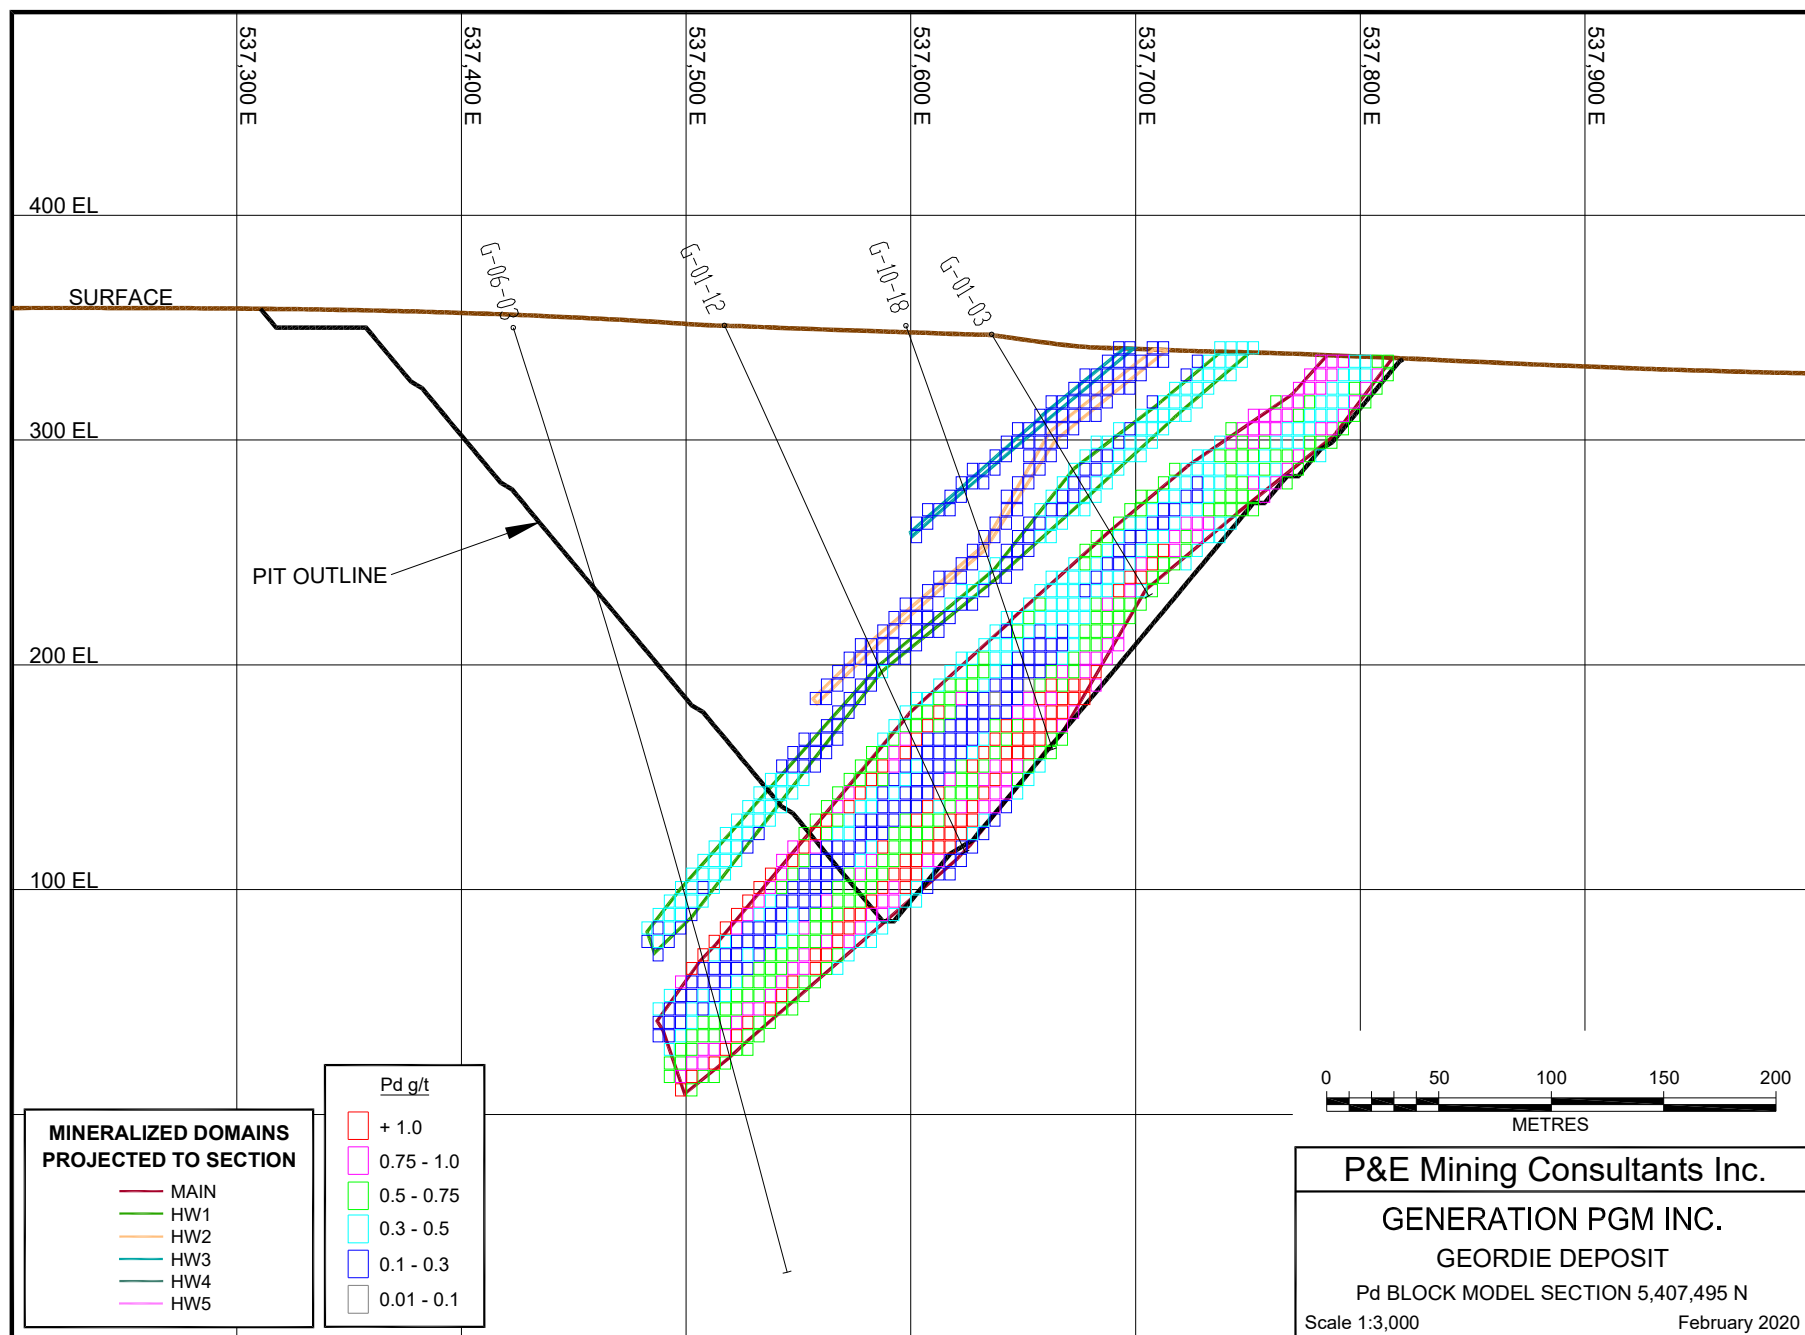 537,300 E
537,400 E
537,500 E
537,600 E
537,700 E
537,800 E
537,900 E
400 EL
SURFACE
G-06-03
G-01-12
G-10-18
G-01-03
300 EL
PIT OUTLINE
200 EL
100 EL
MINERALIZED DOMAINS
PROJECTED TO SECTION
MAIN
HW1
HW2
HW3
HW4
HW5
Pd g/t
+ 1.0
0.75 - 1.0
0.5 - 0.75
0.3 - 0.5
0.1 - 0.3
0.01 - 0.1
0 50 100 150 200
METRES
P&E Mining Consultants Inc.
GENERATION PGM INC.
GEORDIE DEPOSIT
Pd BLOCK MODEL SECTION 5,407,495 N
Scale 1:3,000 February 2020